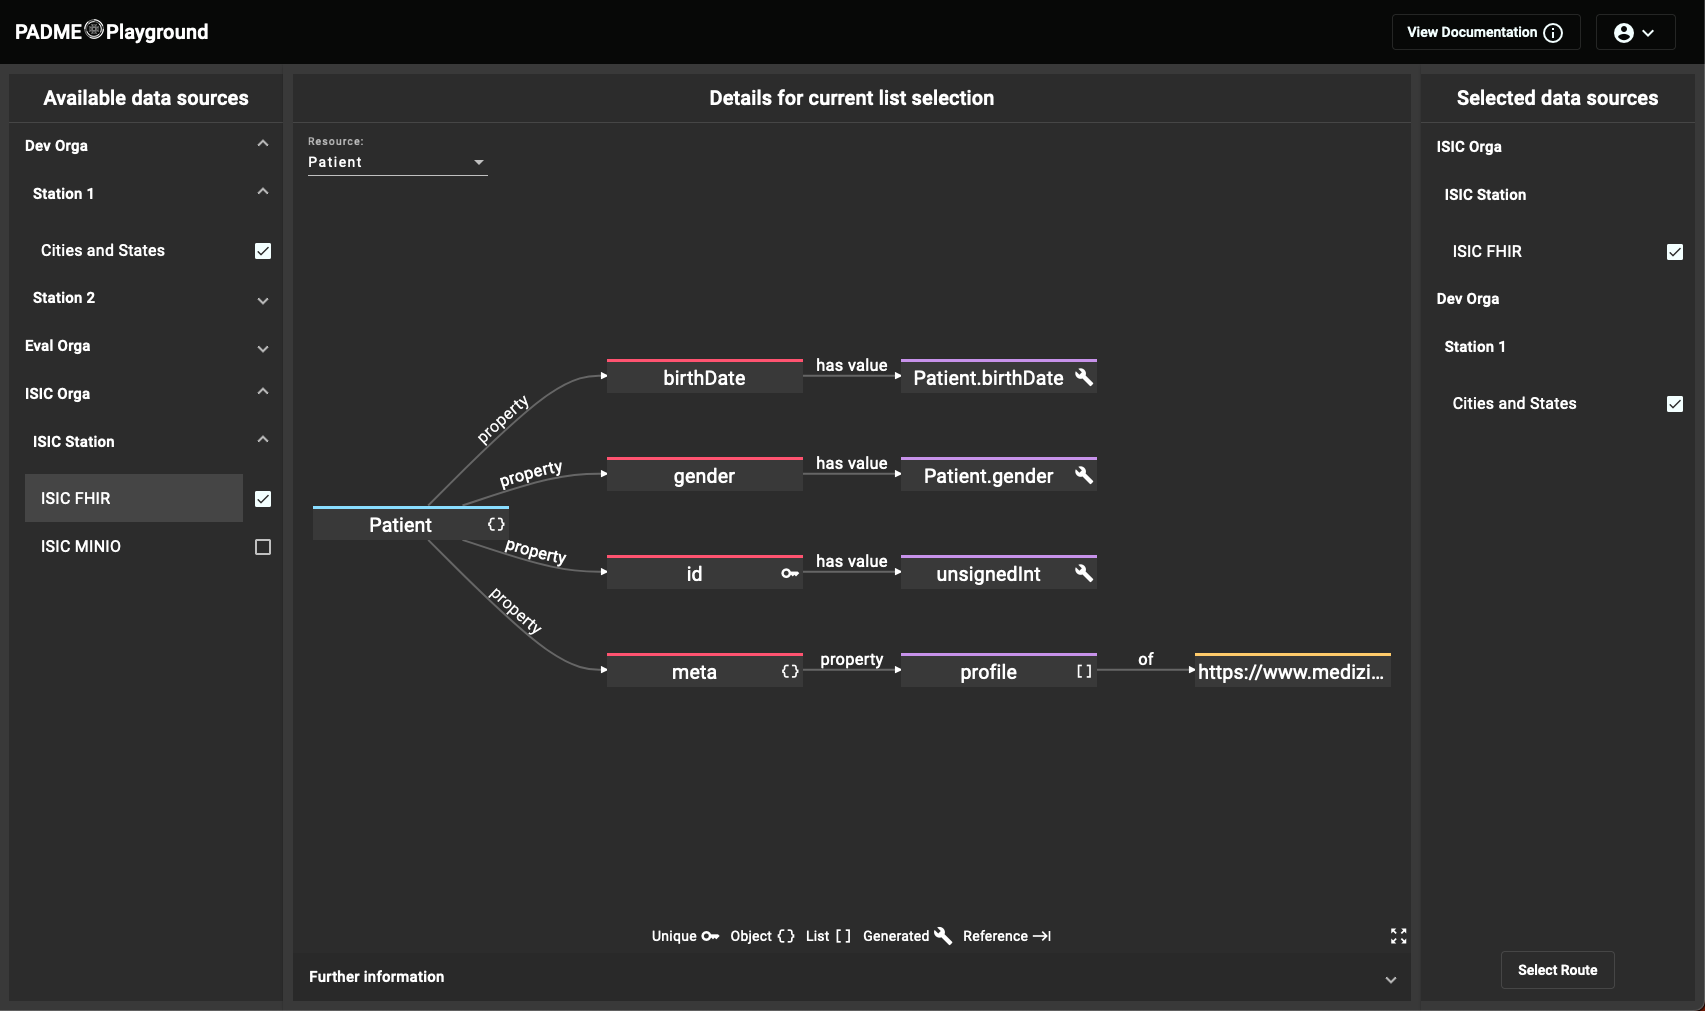 PADME Playground
View Documentation
Available data sources
Dev Orga
Station 1
Cities and States
Station 2
Eval Orga
ISIC Orga
ISIC Station
ISIC FHIR
ISIC MINIO
Details for current list selection
Resource:
Patient
birthDate
has value
Patient.birthDate
property
gender
has value
Patient.gender
property
Patient {}
property
id
has value
unsignedInt
property
meta {}
property
profile []
of
https://www.medizi...
Unique Object {} List [] Generated Reference
Further information
Selected data sources
ISIC Orga
ISIC Station
ISIC FHIR
Dev Orga
Station 1
Cities and States
Select Route